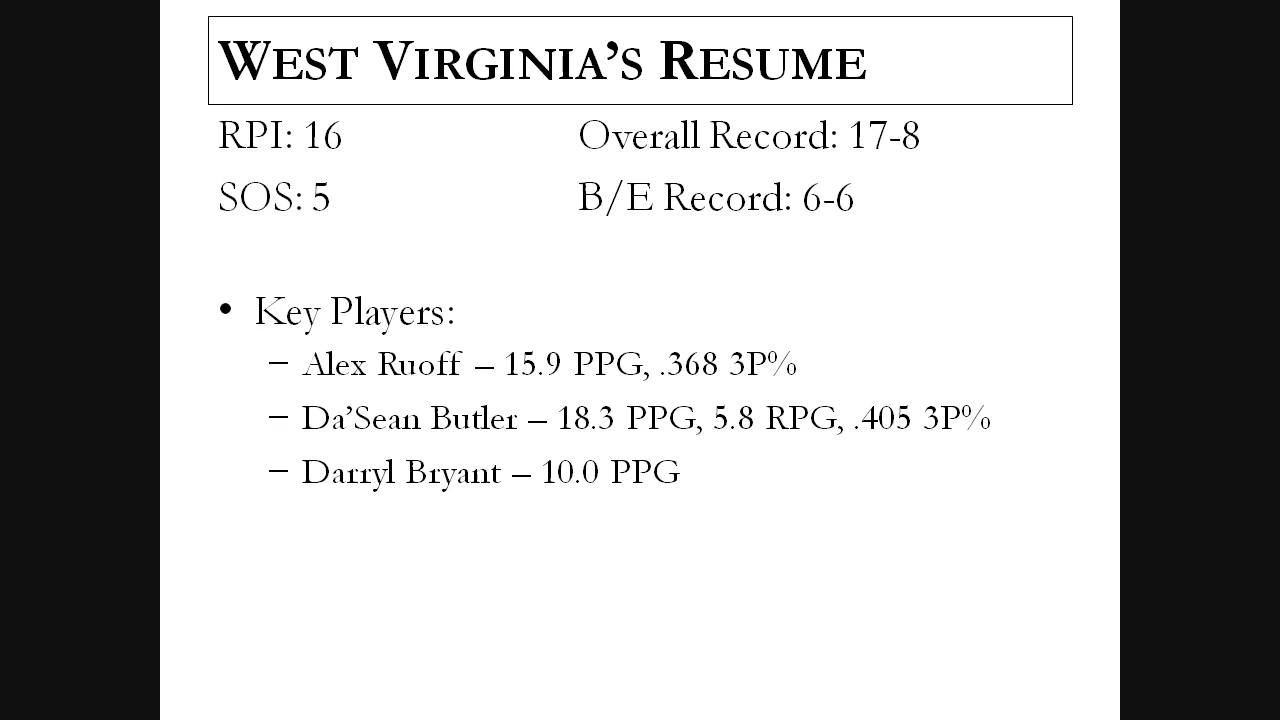 WEST VIRGINIA’S RESUME
RPI: 16 Overall Record: 17-8
SOS: 5 B/E Record: 6-6
• Key Players:
– Alex Ruoff – 15.9 PPG, .368 3P%
– Da’Sean Butler – 18.3 PPG, 5.8 RPG, .405 3P%
– Darryl Bryant – 10.0 PPG